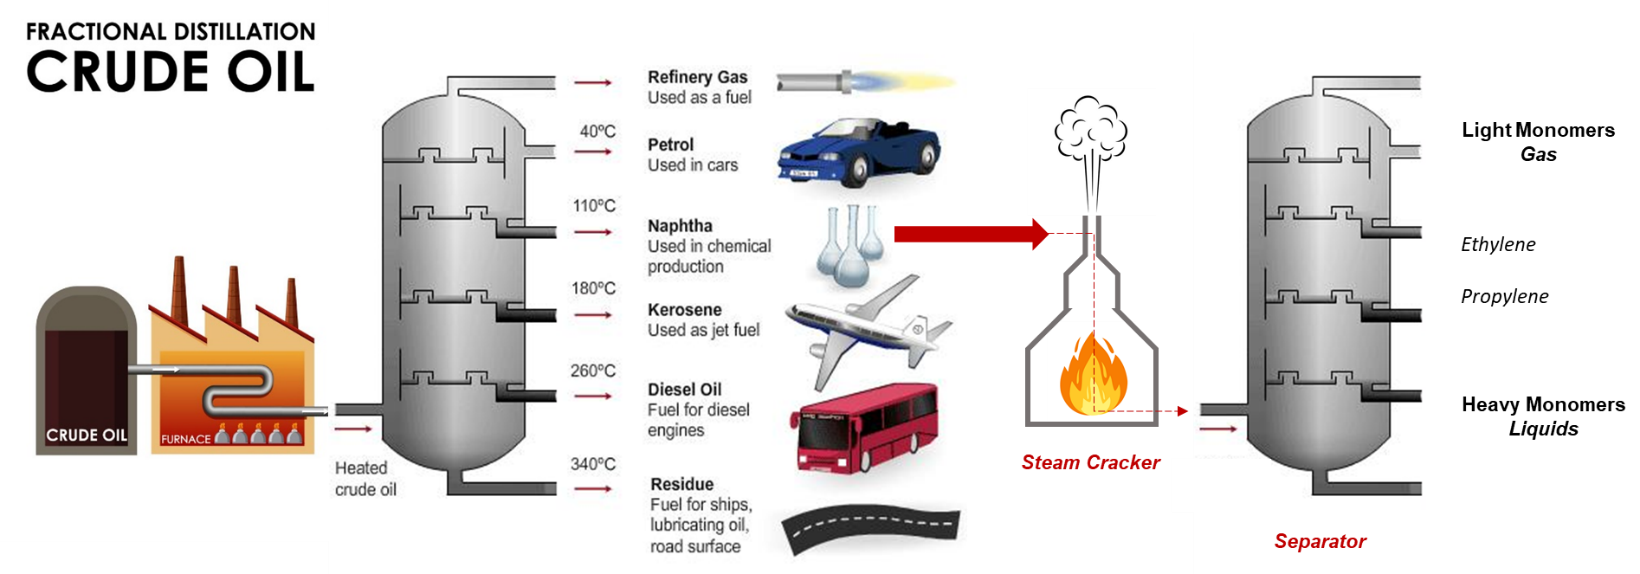 FRACTIONAL DISTILLATION
CRUDE OIL
CRUDE OIL
FURNACE
Heated
crude oil
40ºC
110ºC
180ºC
260ºC
340ºC
Refinery Gas
Used as a fuel
Petrol
Used in cars
Naphtha
Used in chemical
production
Kerosene
Used as jet fuel
Diesel Oil
Fuel for diesel
engines
Residue
Fuel for ships,
lubricating oil,
road surface
Steam Cracker
Separator
Light Monomers
Gas
Ethylene
Propylene
Heavy Monomers
Liquids